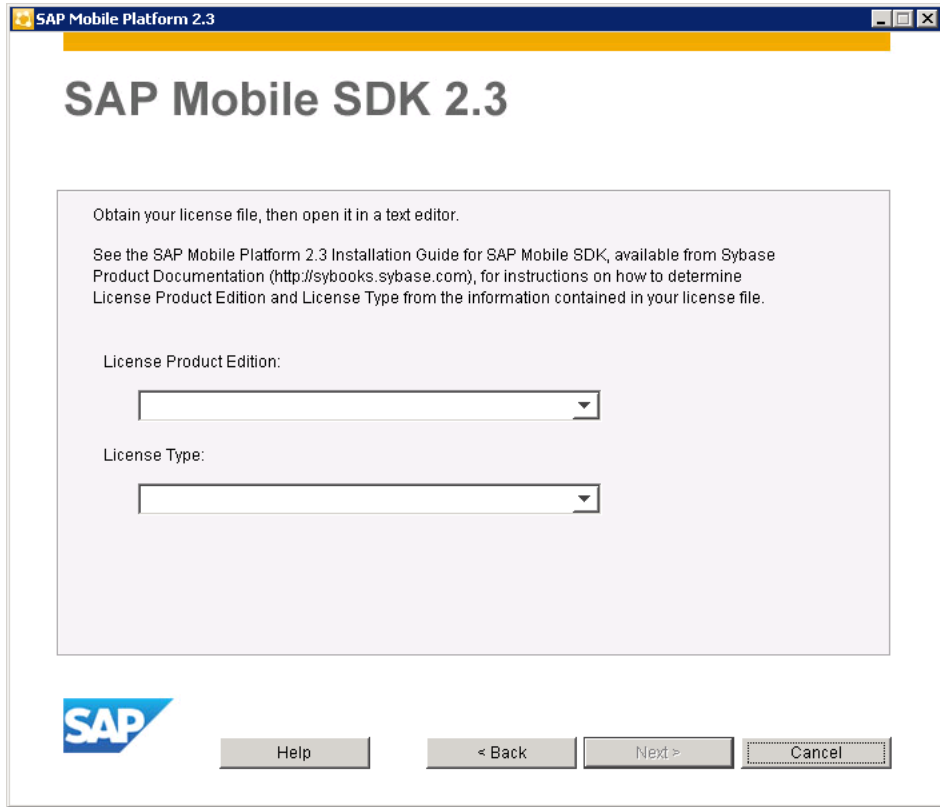 SAP Mobile Platform 2.3
SAP Mobile SDK 2.3
Obtain your license file, then open it in a text editor.
See the SAP Mobile Platform 2.3 Installation Guide for SAP Mobile SDK, available from Sybase
Product Documentation (http://sybooks.sybase.com), for instructions on how to determine
License Product Edition and License Type from the information contained in your license file.
License Product Edition:
License Type:
SAP
Help
< Back
Next >
Cancel